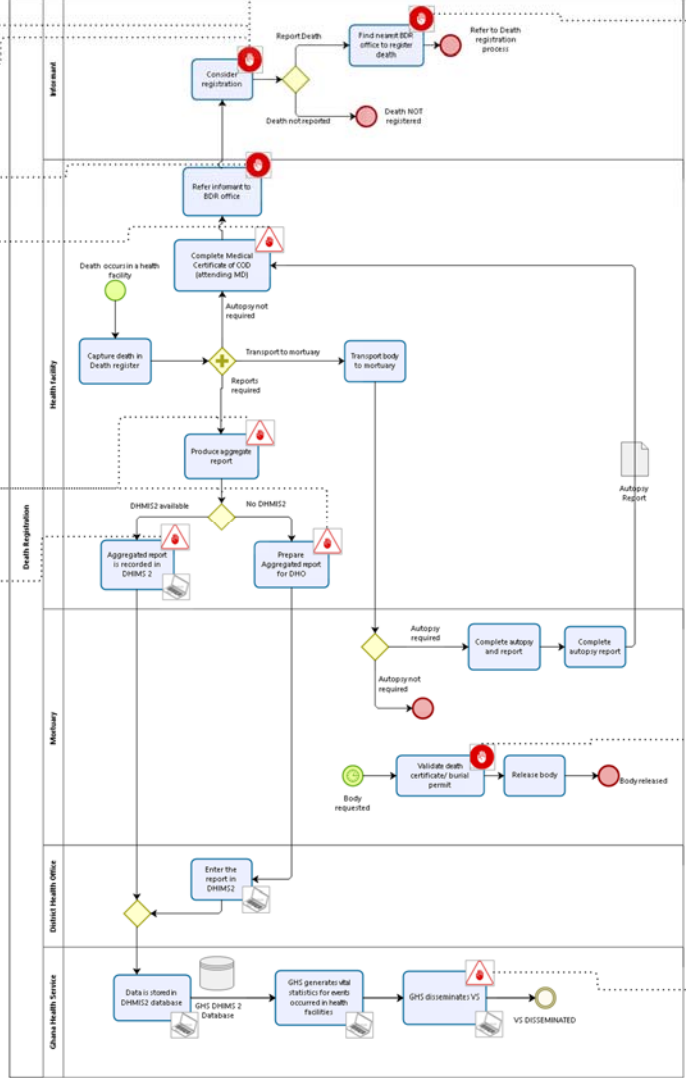 Death Registration
Informant
Report Death
Find nearest BDR
office to register
death
Refer to Death
registration
process
Consider
registration
Death not reported
Death NOT
registered
Health facility
Refer informant to
BDR office
Complete Medical
Certificate of COD
(attending MD)
Death occurs in a health
facility
Autopsy not
required
Capture death in
Death register
Transport to mortuary
Transport body
to mortuary
Reports
required
Produce aggregate
report
Autopsy
Report
DHMIS2 available
No DHMIS2
Aggregated report
is recorded in
DHIMS 2
Prepare
Aggregated report
for DHO
Mortuary
Autopsy
required
Complete autopsy
and report
Complete
autopsy report
Autopsy not
required
Validate death
certificate/ burial
permit
Release body
Body released
Body
requested
District Health Office
Enter the
report in
DHIMS2
Ghana Health Service
Data is stored in
DHMIS2 database
GHS DHIMS 2
Database
GHS generates vital
statistics for events
occurred in health
facilities
GHS disseminates VS
VS DISSEMINATED